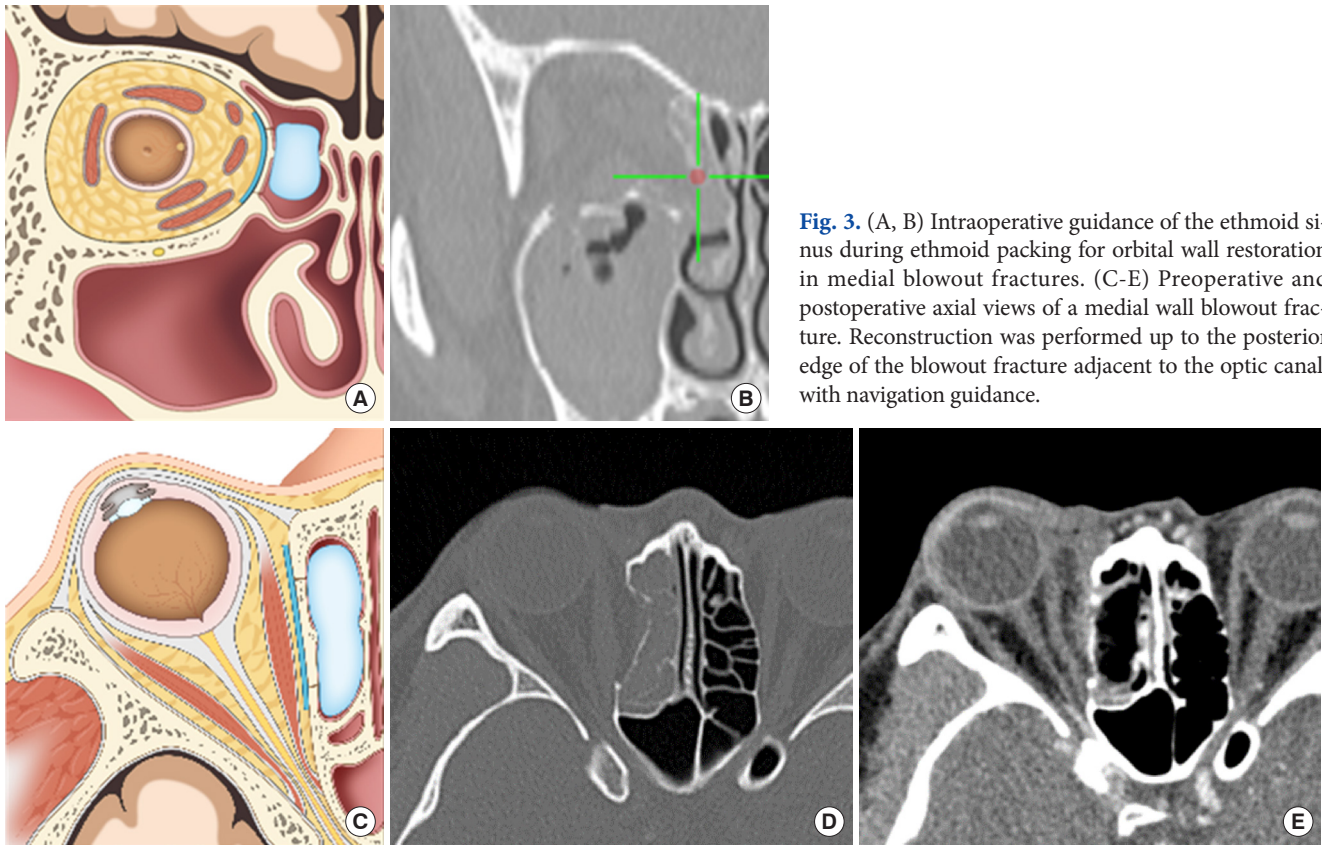 A
B
Fig. 3. (A, B) Intraoperative guidance of the ethmoid si-
nus during ethmoid packing for orbital wall restoration
in medial blowout fractures. (C-E) Preoperative and
postoperative axial views of a medial wall blowout frac-
ture. Reconstruction was performed up to the posterior
edge of the blowout fracture adjacent to the optic canal
with navigation guidance.
C
D
E